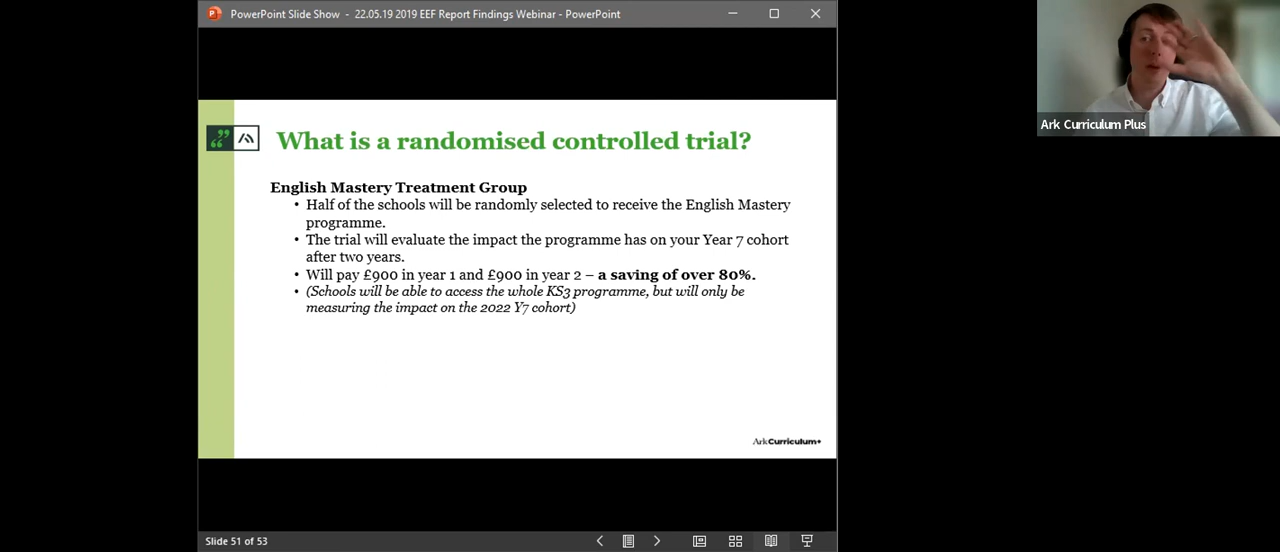 PowerPoint Slide Show - 22.05.19 2019 EEF Report Findings Webinar - PowerPoint
Ark Curriculum Plus
What is a randomised controlled trial?
English Mastery Treatment Group
• Half of the schools will be randomly selected to receive the English Mastery
programme.
• The trial will evaluate the impact the programme has on your Year 7 cohort
after two years.
• Will pay £900 in year 1 and £900 in year 2 – a saving of over 80%.
• (Schools will be able to access the whole KS3 programme, but will only be
measuring the impact on the 2022 Y7 cohort)
ArkCurriculum+
Slide 51 of 53